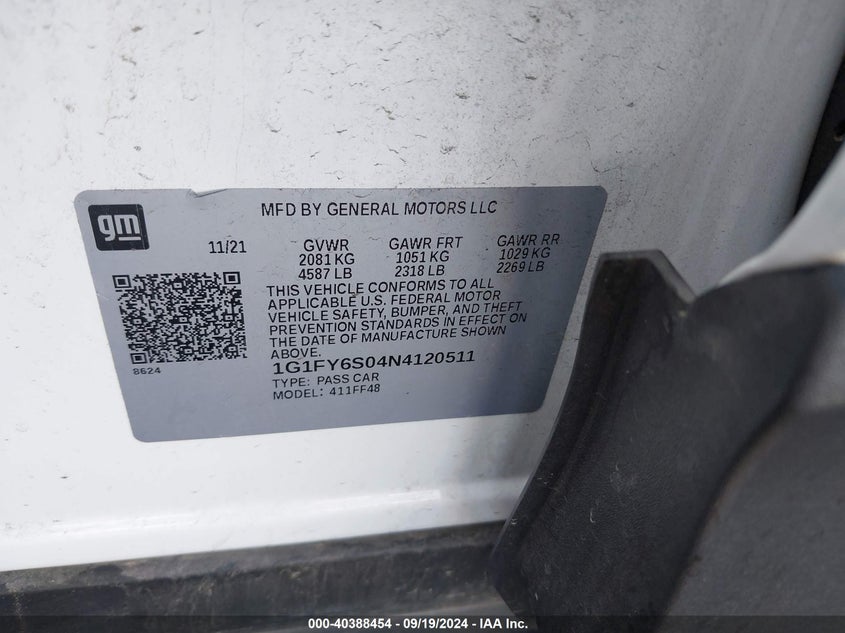 gm
MFD BY GENERAL MOTORS LLC
11/21 GVWR GAWR FRT GAWR RR
2081 KG 1051 KG 1029 KG
4587 LB 2318 LB 2269 LB
THIS VEHICLE CONFORMS TO ALL
APPLICABLE U.S. FEDERAL MOTOR
VEHICLE SAFETY, BUMPER, AND THEFT
PREVENTION STANDARDS IN EFFECT ON
THE DATE OF MANUFACTURE SHOWN
ABOVE.
8624
1G1FY6S04N4120511
TYPE: PASS CAR
MODEL: 411FF48
000-40388454 - 09/19/2024 - IAA Inc.